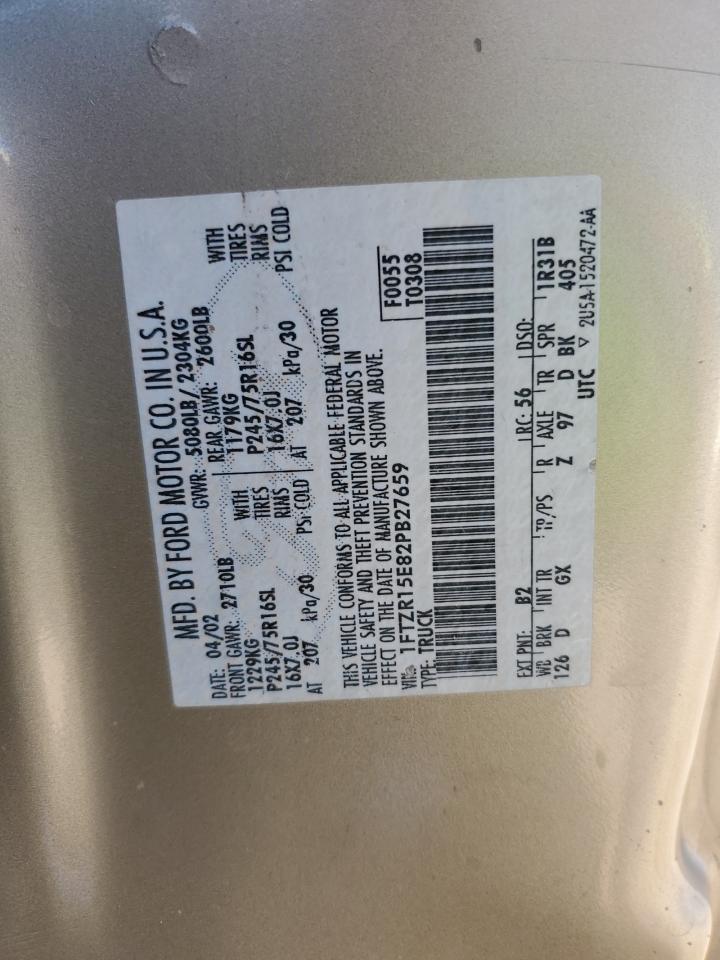 MFD. BY FORD MOTOR CO. IN U.S.A.
DATE: 04/02 GVWR: 5080LB / 2304KG
FRONT GAWR: 2710LB REAR GAWR: 2600LB
1229KG WITH 1179KG WITH
P245/75R16SL TIRES P245/75R16SL TIRES
16X7.0J RIMS 16X7.0J RIMS
AT 207 kPa/30 PSI COLD AT 207 kPa/30 PSI COLD
THIS VEHICLE CONFORMS TO ALL APPLICABLE FEDERAL MOTOR
VEHICLE SAFETY AND THEFT PREVENTION STANDARDS IN
EFFECT ON THE DATE OF MANUFACTURE SHOWN ABOVE.
VIN: 1FTZR15E82PB27659 F0055
TYPE: TRUCK T0308
EXT PNT: B2 RC: 56 DSO:
WB BRK INT TR TP/PS R AXLE TR SPR 1R31B
126 D GX Z 97 D BK 405
UTC ▽ 2U5A-1520472-AA